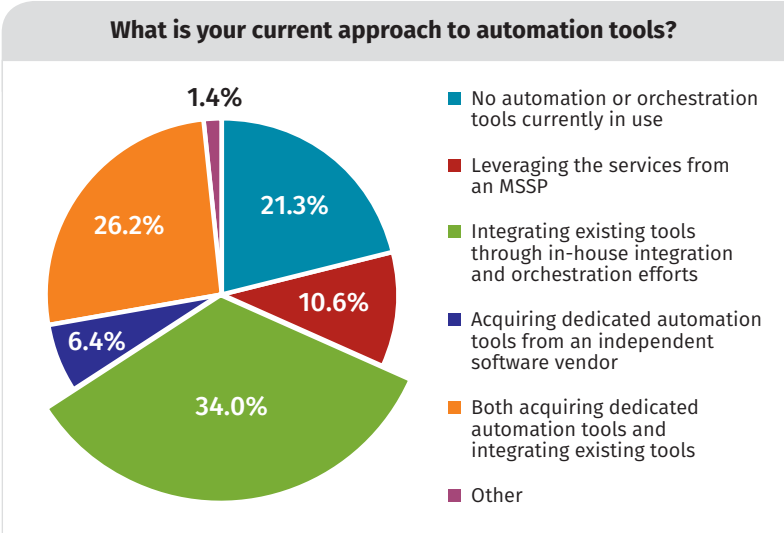 What is your current approach to automation tools?
1.4%
21.3%
26.2%
10.6%
6.4%
34.0%
No automation or orchestration
tools currently in use
Leveraging the services from
an MSSP
Integrating existing tools
through in-house integration
and orchestration efforts
Acquiring dedicated automation
tools from an independent
software vendor
Both acquiring dedicated
automation tools and
integrating existing tools
Other